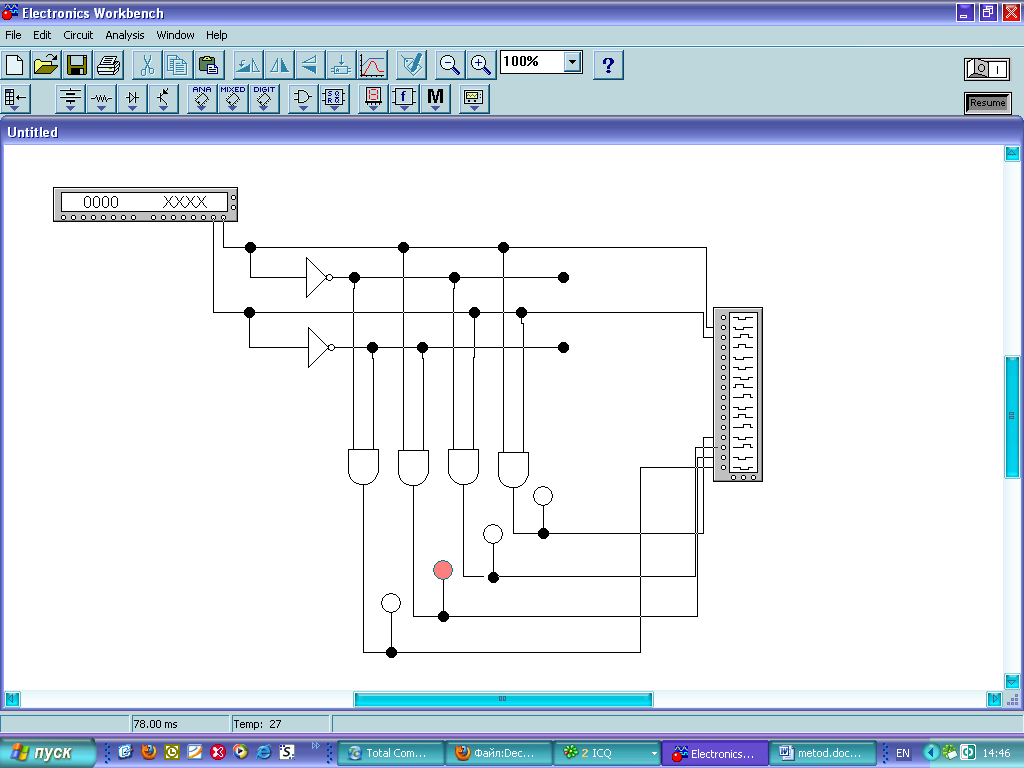 Electronics Workbench
File Edit Circuit Analysis Window Help
100%
?
I
ANA MIXED DIGIT
f M
Resume
Untitled
0000 XXXX
78.00 ms Temp: 27
пуск
Total Com... Файл:Dec... 2 ICQ Electronics... metod.doc... EN 14:46